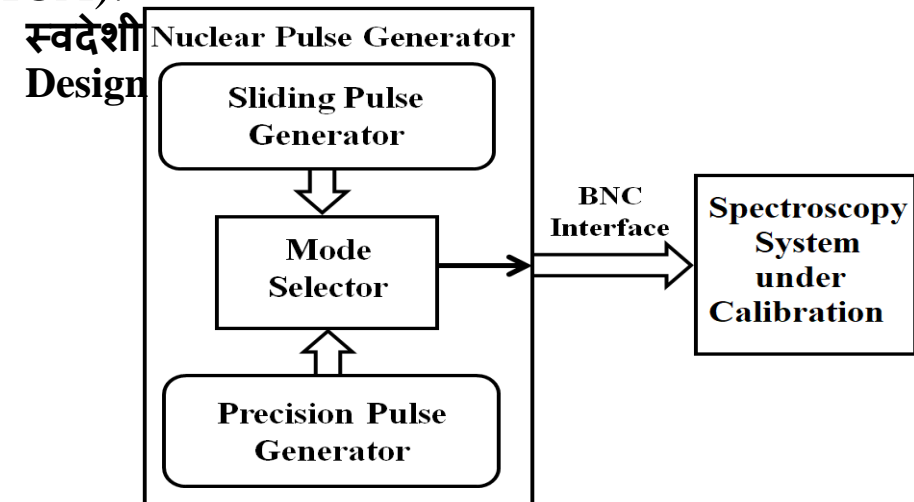 स्वदेशी
Design
Nuclear Pulse Generator
Sliding Pulse
Generator
Mode
Selector
Precision Pulse
Generator
BNC
Interface
Spectroscopy
System
under
Calibration